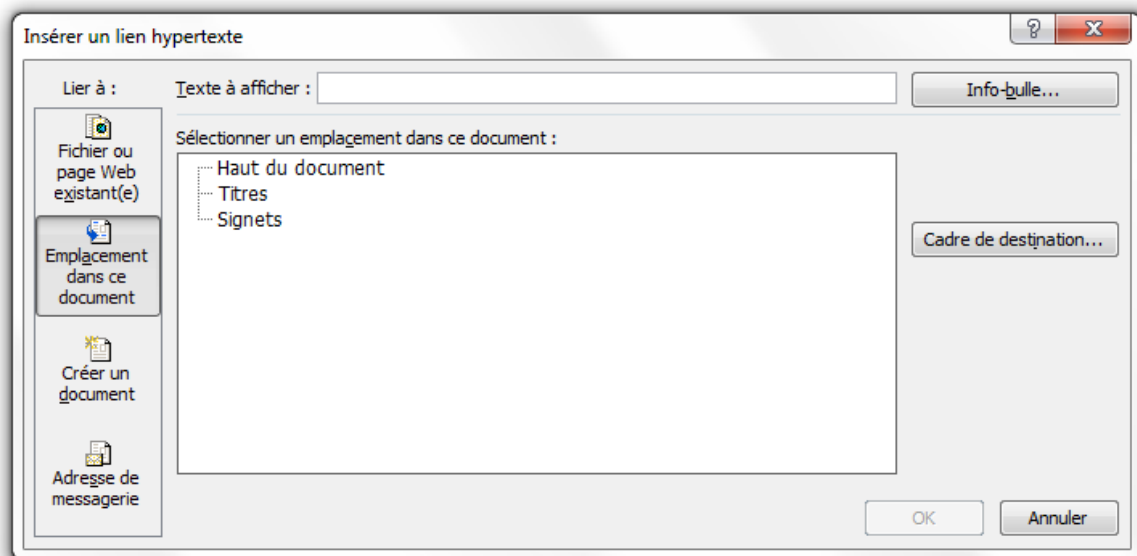 Insérer un lien hypertexte
Lier à :
Texte à afficher :
Info-bulle...
Fichier ou
page Web
existant(e)
Emplacement
dans ce
document
Créer un
document
Adresse de
messagerie
Sélectionner un emplacement dans ce document :
Haut du document
Titres
Signets
Cadre de destination...
OK
Annuler